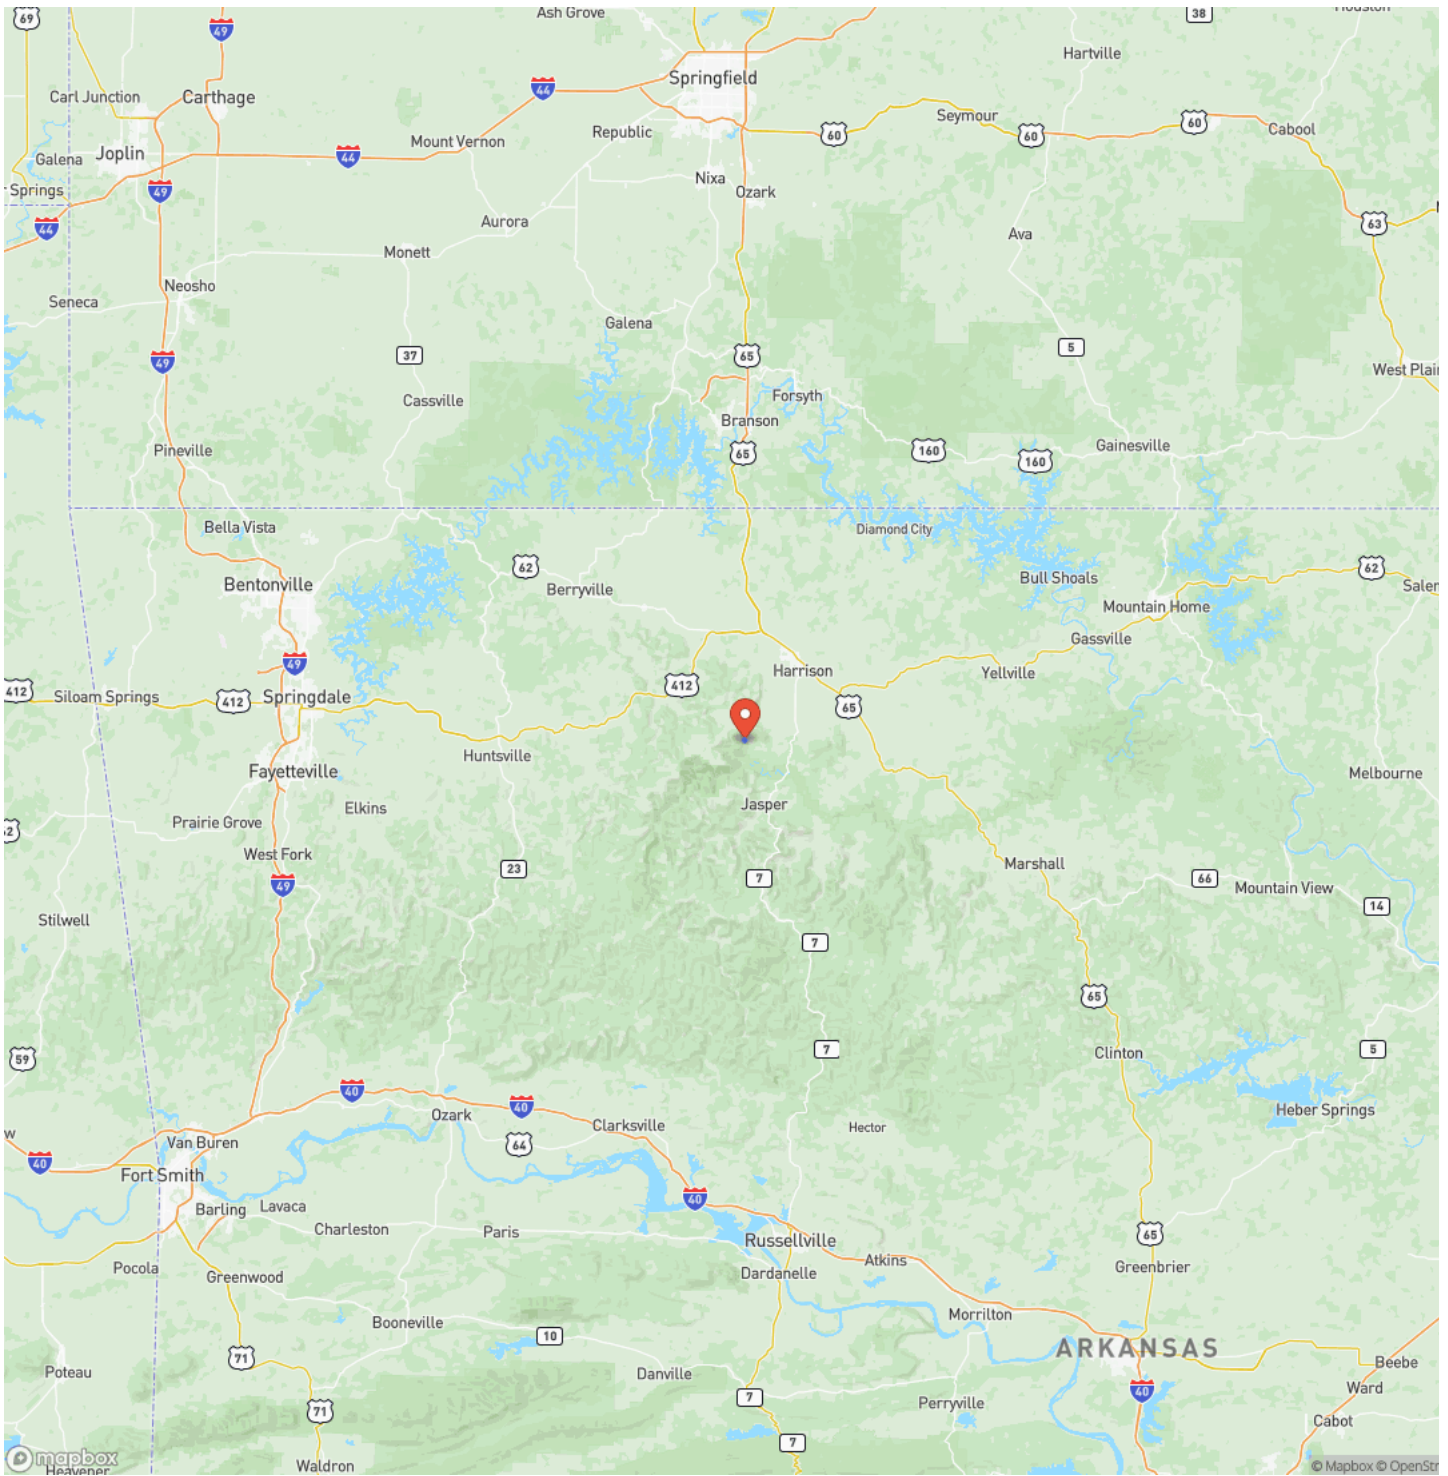 69
49
Ash Grove
38
Houston
Springfield
Hartville
Carl Junction
Carthage
44
Seymour
60
60
60
Cabool
Republic
Mount Vernon
Galena
Joplin
44
49
Nixa
Ozark
Springs
44
Aurora
Ava
63
Monett
Neosho
Seneca
Galena
49
37
65
5
West Plain
Cassville
Forsyth
Branson
65
160
160
Gainesville
Pineville
Bella Vista
Diamond City
62
Bentonville
Berryville
Bull Shoals
62
Salem
Mountain Home
Gassville
49
Harrison
Yellville
412
Siloam Springs
412
Springdale
412
65
Huntsville
Fayetteville
Melbourne
Jasper
Elkins
Prairie Grove
62
West Fork
Marshall
23
7
66
Mountain View
49
14
Stilwell
7
65
59
7
Clinton
5
40
Ozark
40
Heber Springs
w
Clarksville
Hector
Van Buren
64
40
Fort Smith
40
Barling
Lavaca
Charleston
Paris
65
Russellville
Atkins
Pocola
Greenwood
Dardanelle
Greenbrier
Booneville
Morrilton
10
ARKANSAS
71
Poteau
Danville
Beebe
7
40
Ward
Perryville
71
Cabot
7
mapbox
Heavener
Waldron
© Mapbox © OpenStr